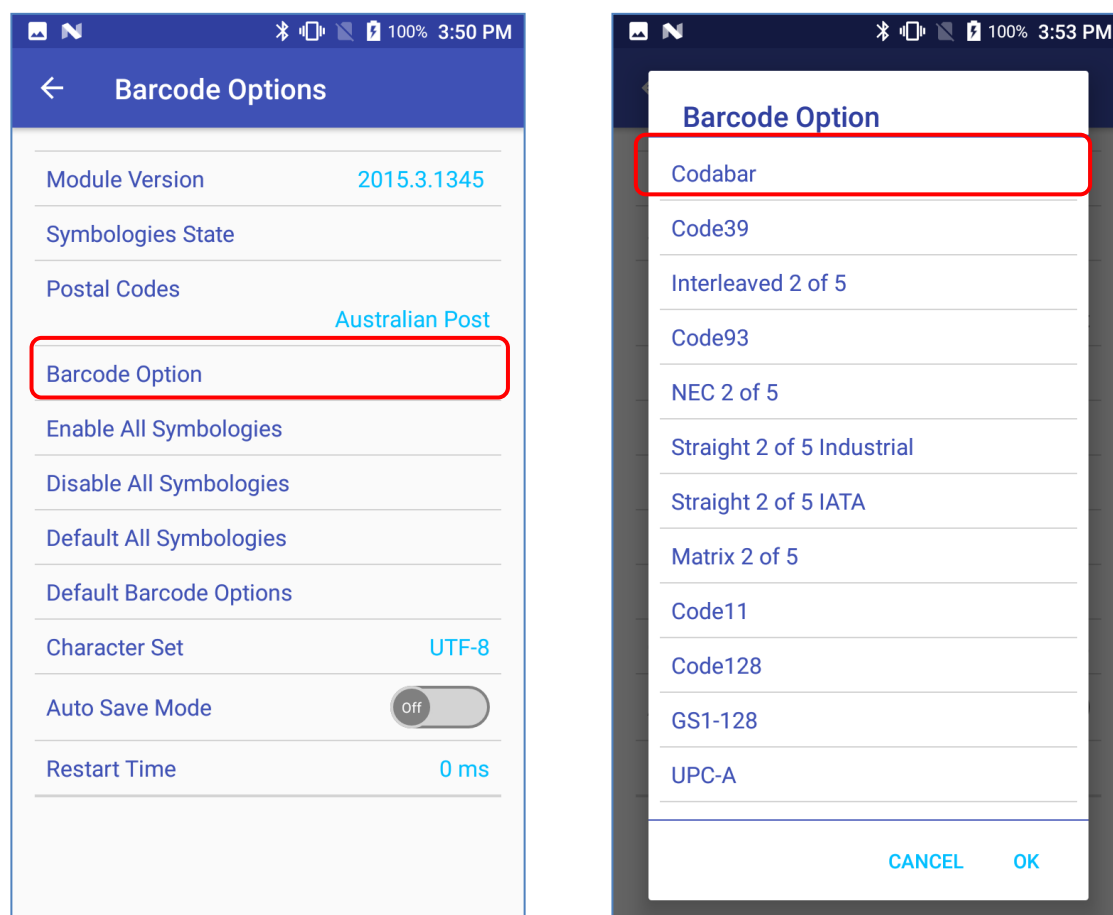 100% 3:50 PM
Barcode Options
Module Version 2015.3.1345
Symbologies State
Postal Codes
Australian Post
Barcode Option
Enable All Symbologies
Disable All Symbologies
Default All Symbologies
Default Barcode Options
Character Set UTF-8
Auto Save Mode Off
Restart Time 0 ms
100% 3:53 PM
Barcode Option
Codabar
Code39
Interleaved 2 of 5
Code93
NEC 2 of 5
Straight 2 of 5 Industrial
Straight 2 of 5 IATA
Matrix 2 of 5
Code11
Code128
GS1-128
UPC-A
CANCEL OK